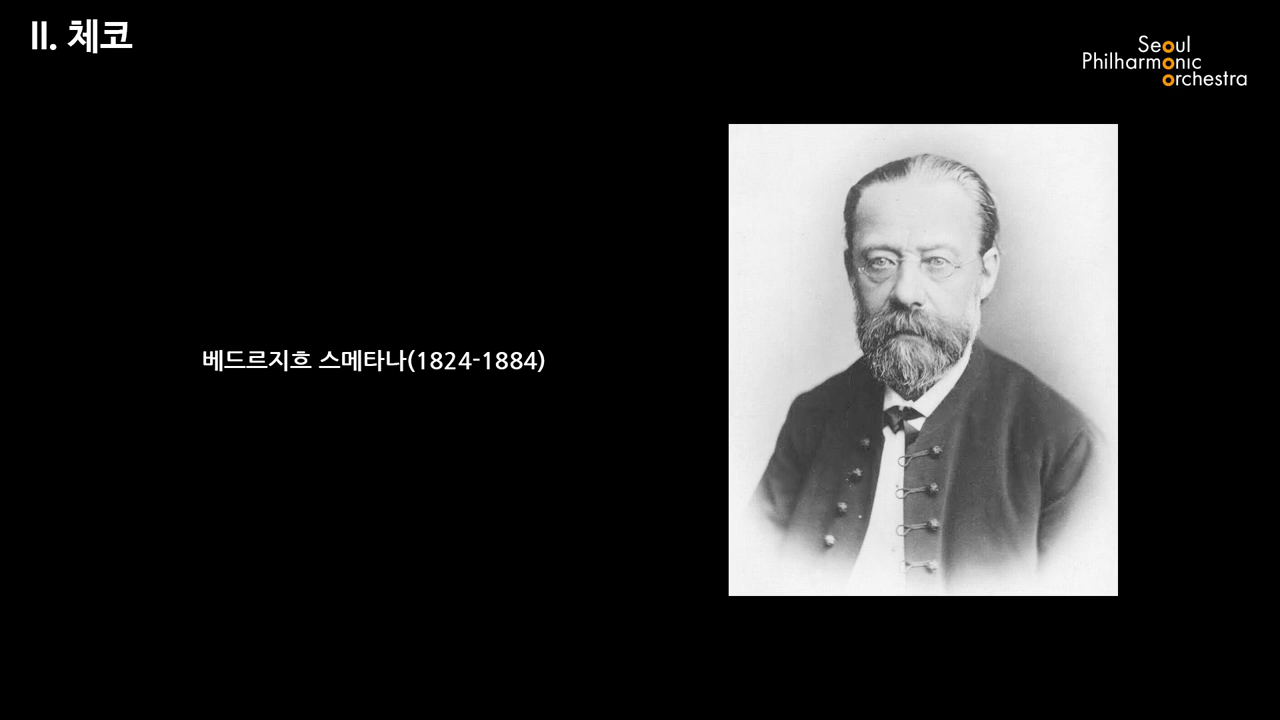 II. 체코
Seoul
Philharmonic
orchestra
베드르지흐 스메타나(1824-1884)